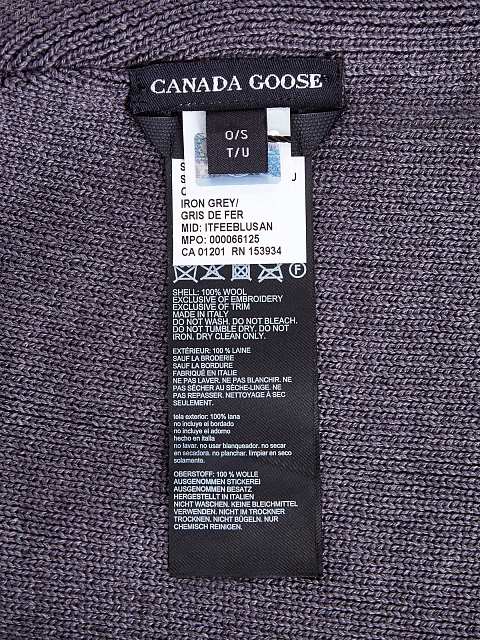 CANADA GOOSE
O/S
T/U
IRON GREY/
GRIS DE FER
MID: ITFEEBLUSAN
MPO: 000066125
CA 01201 RN 153934
F
SHELL: 100% WOOL
EXCLUSIVE OF EMBROIDERY
EXCLUSIVE OF TRIM
MADE IN ITALY
DO NOT WASH. DO NOT BLEACH.
DO NOT TUMBLE DRY. DO NOT
IRON. DRY CLEAN ONLY.
EXTÉRIEUR: 100 % LAINE
SAUF LA BRODERIE
SAUF LA BORDURE
FABRIQUÉ EN ITALIE
NE PAS LAVER. NE PAS BLANCHIR. NE
PAS SÉCHER AU SÈCHE-LINGE. NE
PAS REPASSER. NETTOYAGE À SEC
SEULEMENT.
tela exterior: 100% lana
no incluye el bordado
no incluye el adorno
hecho en italia
no lavar. no usar blanqueador. no secar
en secadora. no planchar. limpiar en seco
solamente.
OBERSTOFF: 100 % WOLLE
AUSGENOMMEN STICKEREI
AUSGENOMMEN BESATZ
HERGESTELLT IN ITALIEN
NICHT WASCHEN. KEINE BLEICHMITTEL
VERWENDEN. NICHT IM TROCKNER
TROCKNEN. NICHT BÜGELN. NUR
CHEMISCH REINIGEN.